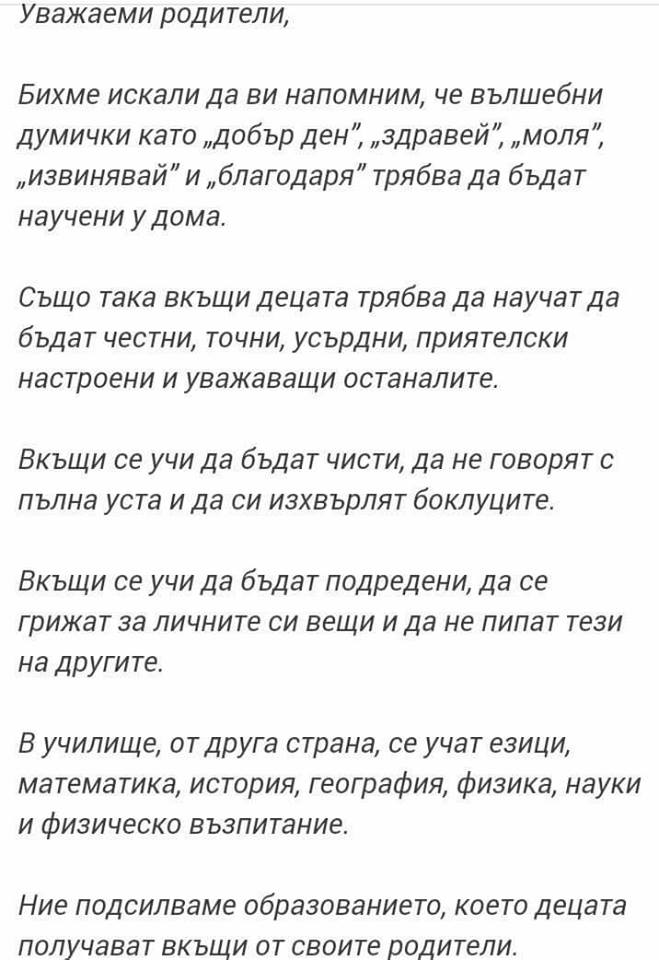 Уважаеми родители,
Бихме искали да ви напомним, че вълшебни
думички като „добър ден”, „здравей”, „моля”,
„извинявай” и „благодаря” трябва да бъдат
научени у дома.
Също така вкъщи децата трябва да научат да
бъдат честни, точни, усърдни, приятелски
настроени и уважаващи останалите.
Вкъщи се учи да бъдат чисти, да не говорят с
пълна уста и да си изхвърлят боклуците.
Вкъщи се учи да бъдат подредени, да се
грижат за личните си вещи и да не пипат тези
на другите.
В училище, от друга страна, се учат езици,
математика, история, география, физика, науки
и физическо възпитание.
Ние подсилваме образованието, което децата
получават вкъщи от своите родители.